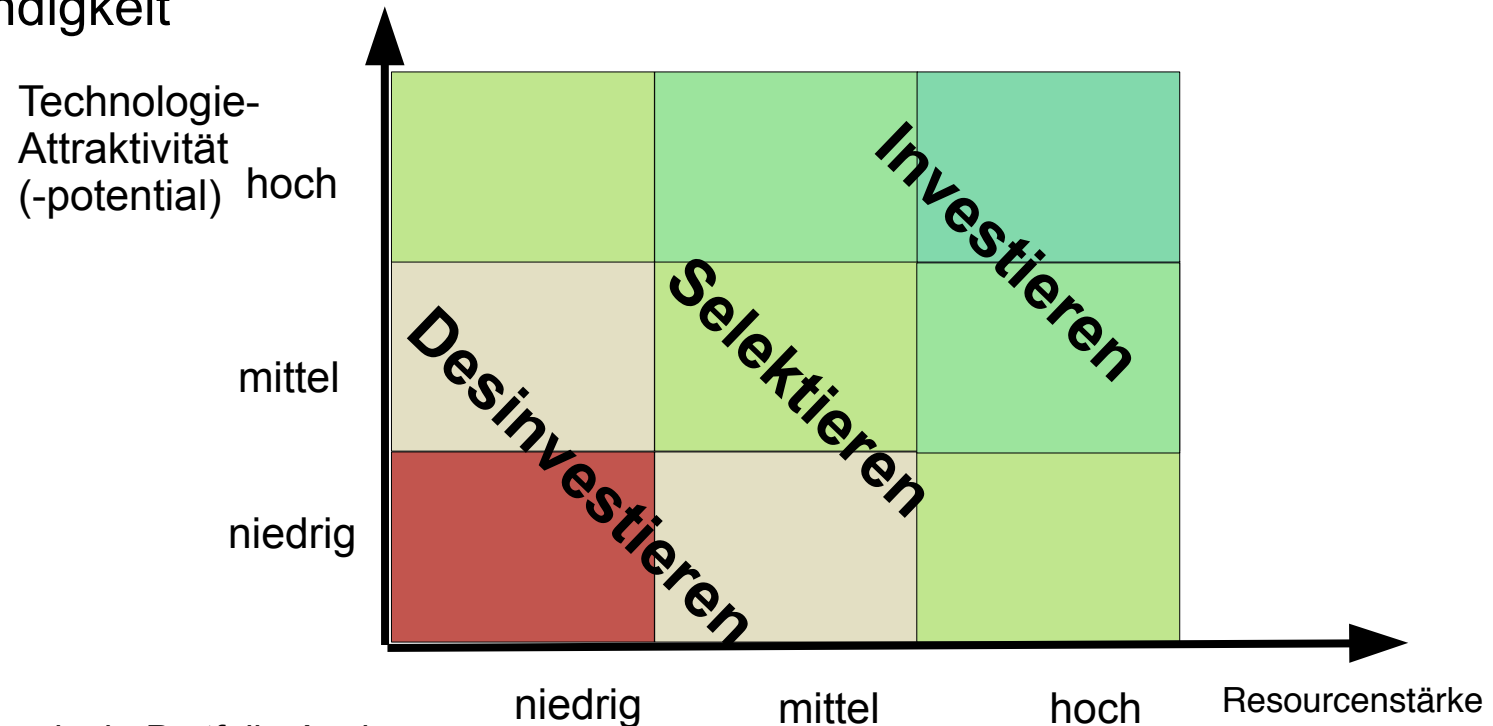 Technologie-
Attraktivität
(-potential)
hoch
mittel
niedrig
Investieren
Selektieren
Desinvestieren
niedrig
mittel
hoch
Resourcenstärke